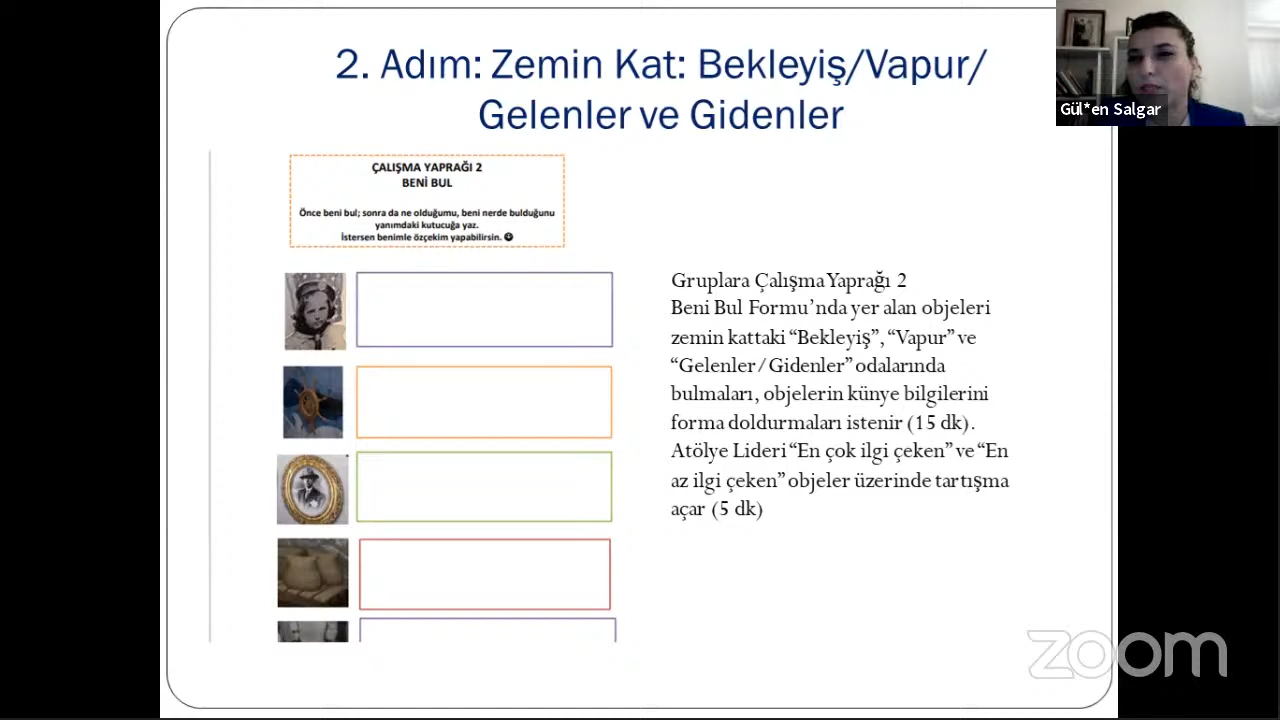 2. Adım: Zemin Kat: Bekleyiş/Vapur/
Gelenler ve Gidenler
Gül*en Salgar
ÇALIŞMA YAPRAĞI 2
BENİ BUL
Önce beni bul; sonra da ne olduğumu, beni nerde bulduğunu
yanımdaki kutucuğa yaz.
İstersen benimle özçekim yapabilirsin.
Gruplara Çalışma Yaprağı 2
Beni Bul Formu’nda yer alan objeleri
zemin kattaki “Bekleyiş”, “Vapur” ve
“Gelenler/Gidenler” odalarında
bulmaları, objelerin künye bilgilerini
forma doldurmaları istenir (15 dk).
Atölye Lideri “En çok ilgi çeken” ve “En
az ilgi çeken” objeler üzerinde tartışma
açar (5 dk)
zoom